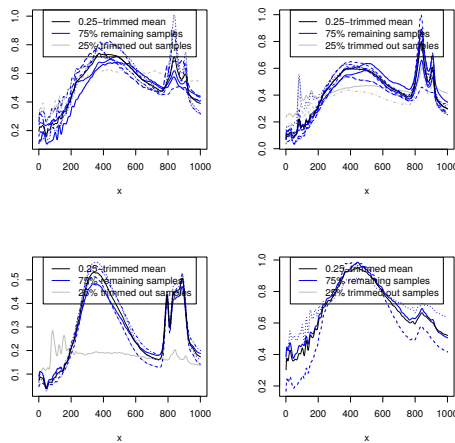 0.25−trimmed mean
75% remaining samples
25% trimmed out samples
0.2 0.4 0.6 0.8 1.0
0 200 400 600 800 1000
x
0.25−trimmed mean
75% remaining samples
25% trimmed out samples
0.0 0.2 0.4 0.6 0.8 1.0
0 200 400 600 800 1000
x
0.25−trimmed mean
75% remaining samples
25% trimmed out samples
0.1 0.2 0.3 0.4 0.5
0 200 400 600 800 1000
x
0.25−trimmed mean
75% remaining samples
25% trimmed out samples
0.2 0.4 0.6 0.8 1.0
0 200 400 600 800 1000
x